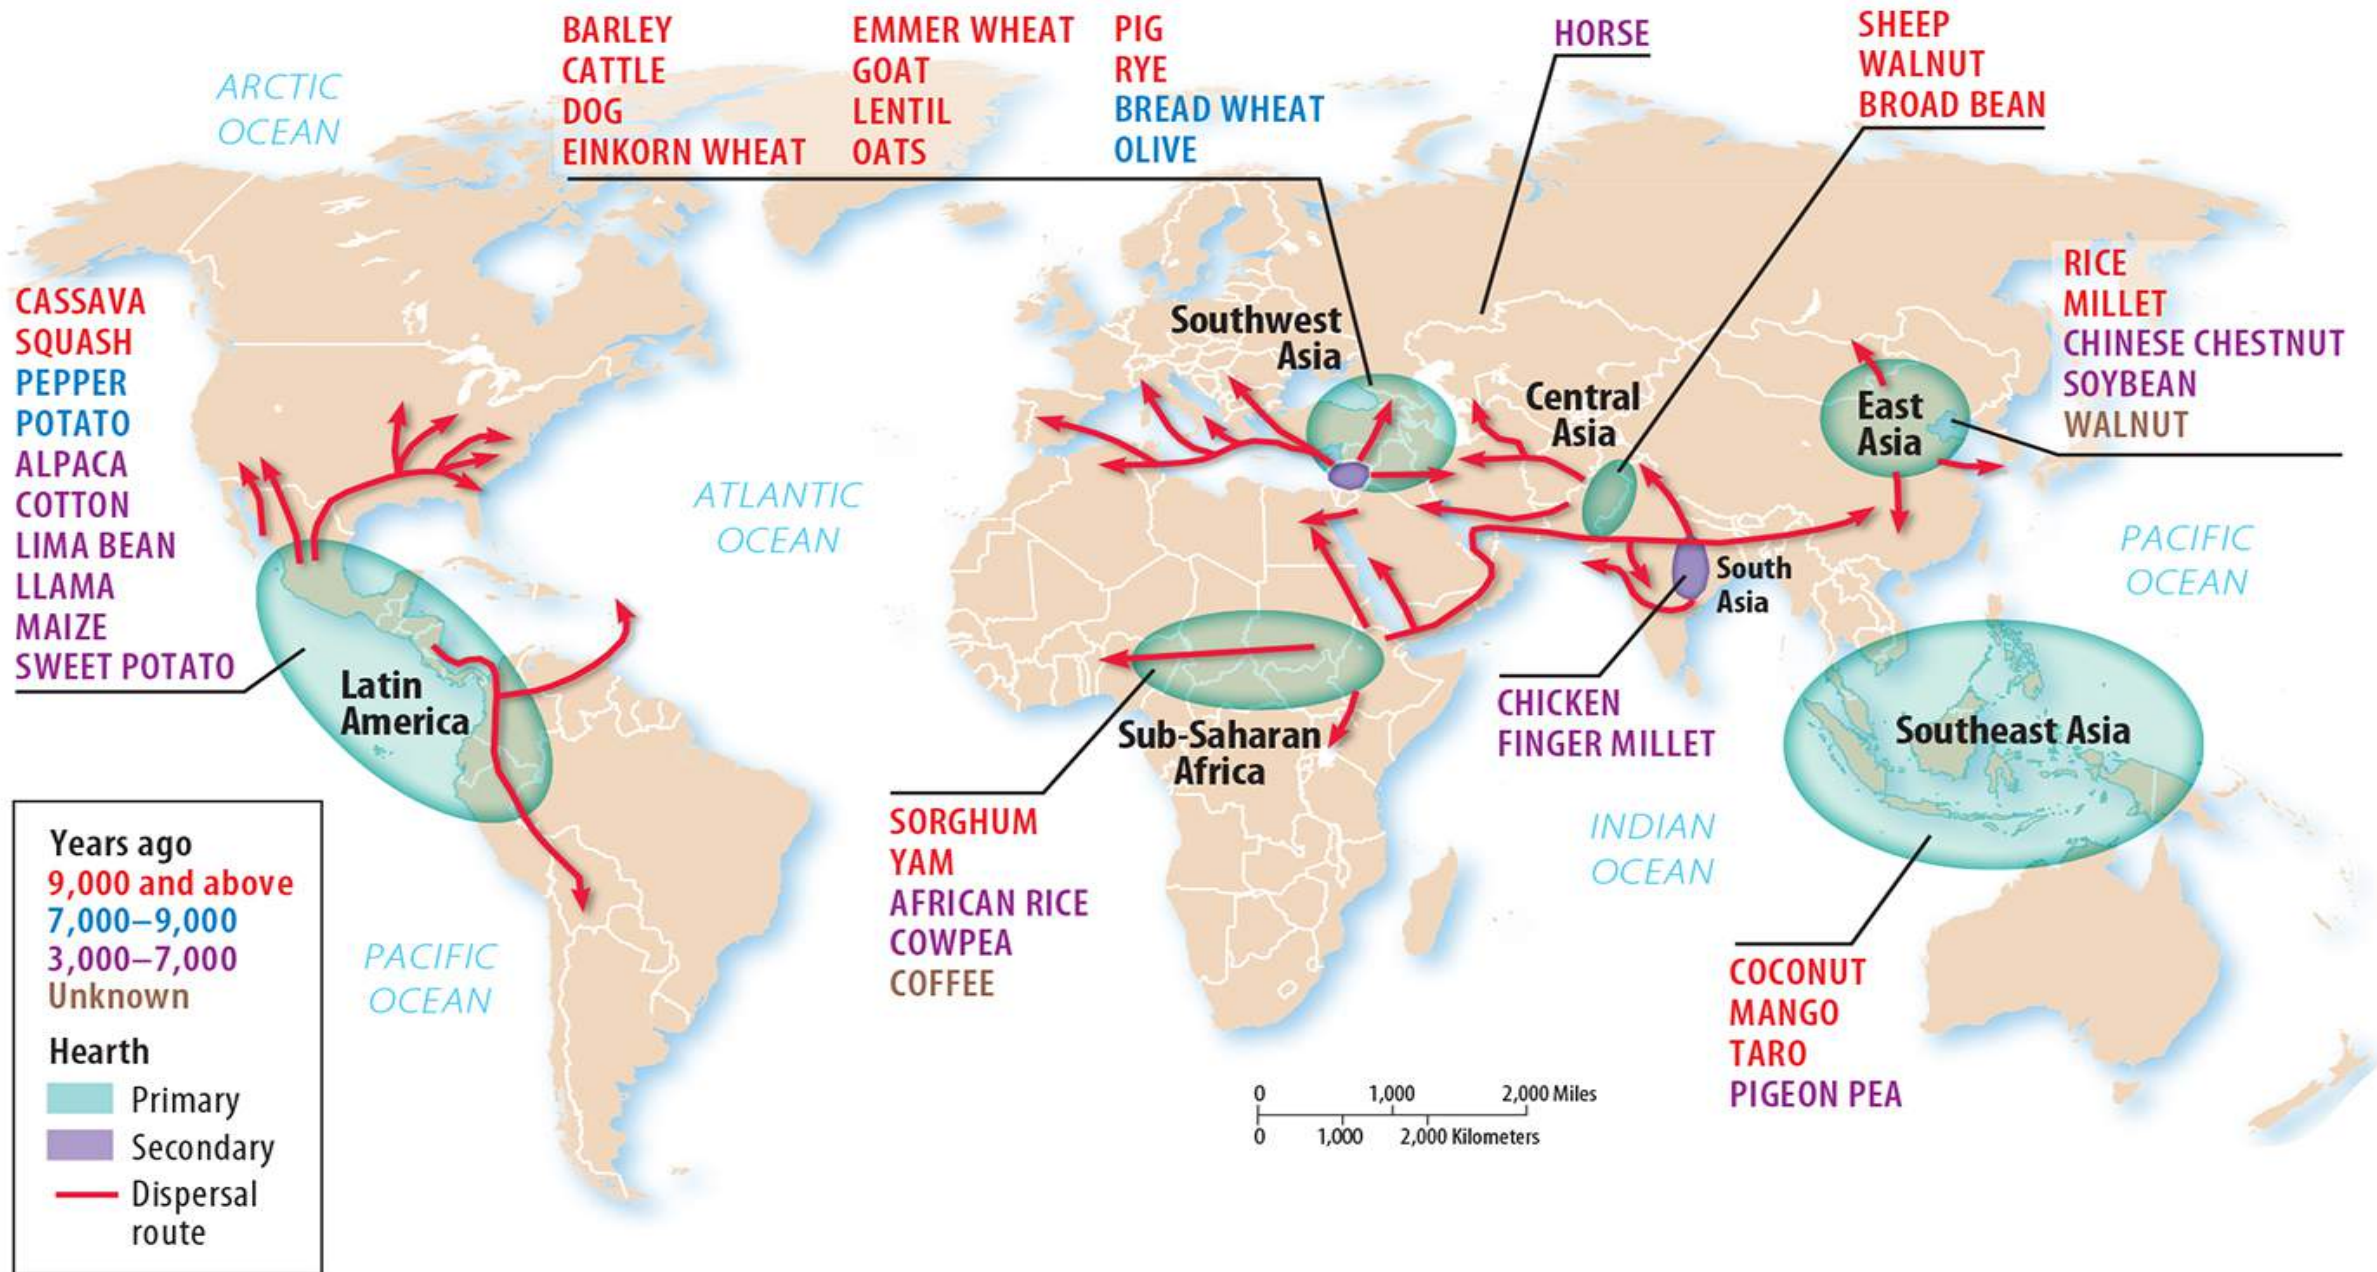 BARLEY
CATTLE
DOG
EINKORN WHEAT
EMMER WHEAT
GOAT
LENTIL
OATS
PIG
RYE
BREAD WHEAT
OLIVE
HORSE
SHEEP
WALNUT
BROAD BEAN
ARCTIC
OCEAN
CASSAVA
SQUASH
PEPPER
POTATO
ALPACA
COTTON
LIMA BEAN
LLAMA
MAIZE
SWEET POTATO
RICE
MILLET
CHINESE CHESTNUT
SOYBEAN
WALNUT
Southwest
Asia
Central
Asia
East
Asia
ATLANTIC
OCEAN
PACIFIC
OCEAN
South
Asia
Latin
America
Sub-Saharan
Africa
CHICKEN
FINGER MILLET
Southeast Asia
SORGHUM
YAM
AFRICAN RICE
COWPEA
COFFEE
INDIAN
OCEAN
PACIFIC
OCEAN
COCONUT
MANGO
TARO
PIGEON PEA
Years ago
9,000 and above
7,000–9,000
3,000–7,000
Unknown
Hearth
Primary
Secondary
Dispersal
route
0 1,000 2,000 Miles
0 1,000 2,000 Kilometers